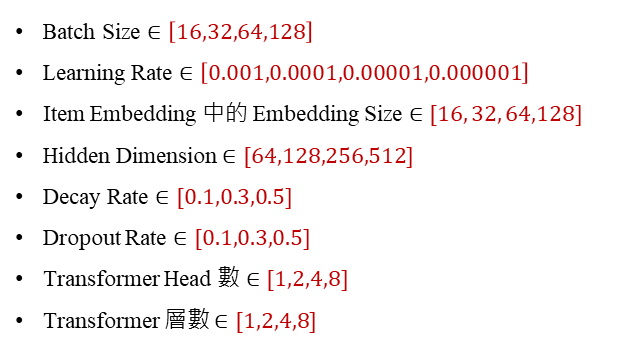 • Batch Size ∈ [16,32,64,128]
• Learning Rate ∈ [0.001,0.0001,0.00001,0.000001]
• Item Embedding 中的 Embedding Size ∈ [16, 32, 64,128]
• Hidden Dimension ∈ [64,128,256,512]
• Decay Rate ∈ [0.1,0.3,0.5]
• Dropout Rate ∈ [0.1,0.3,0.5]
• Transformer Head 數 ∈ [1,2,4,8]
• Transformer 層數 ∈ [1,2,4,8]